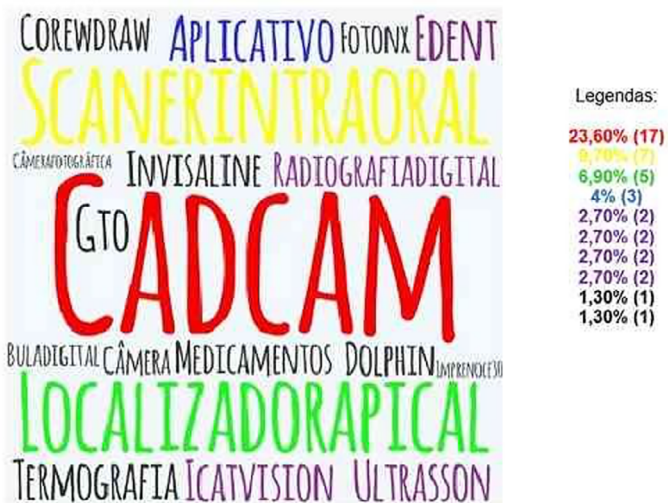 COREWDRAW APLICATIVO FOTONX EDENT
SCANERINTRAORAL
CÂMERAFOTOGRÁFICA INVISALINE RADIOGRAFIADIGITAL
GTO
CADCAM
BULADIGITAL CÂMERA MEDICAMENTOS DOLPHIN
LOCALIZADORAPICAL
TERMOGRAFIA ICATVISION ULTRASSON
Legendas:
23,60% (17)
9,70% (7)
6,90% (5)
4% (3)
2,70% (2)
2,70% (2)
2,70% (2)
2,70% (2)
1,30% (1)
1,30% (1)